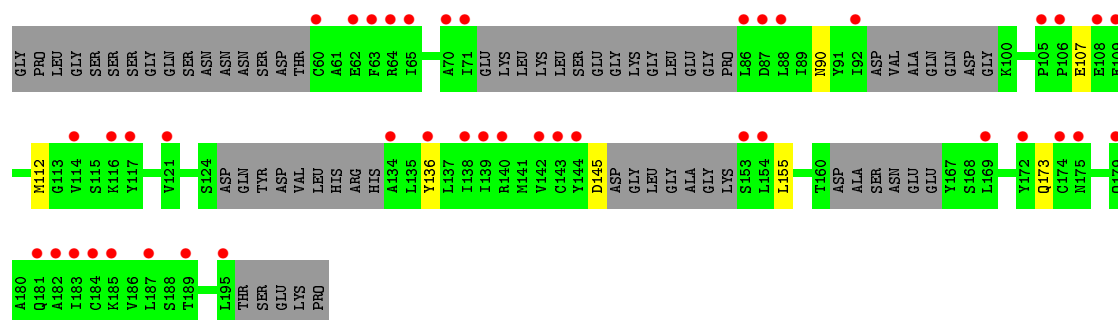 GLY PRO LEU GLY SER SER SER GLY GLN SER ASN ASN ASN SER ASP THR C60 A61 E62 F63 R64 I65 A70 I71 GLU LYS LEU LYS LEU SER GLU GLY LYS GLY LEU GLU GLY PRO L86 D87 L88 I89 N90 Y91 I92 ASP VAL ALA GLN GLN ASP GLY K100 P105 P106 E107 E108 E109
M112 G113 V114 S115 K116 Y117 V121 S124 ASP GLN TYR ASP VAL LEU HIS ARG HIS A134 L135 Y136 L137 I138 I139 R140 M141 V142 C143 Y144 D145 ASP GLY LEU GLY ALA GLY LYS S153 L154 L155 T160 ASP ALA SER ASN GLU GLU Y167 S168 L169 Y172 Q173 C174 N175 Q179
A180 Q181 A182 I183 C184 K185 V186 L187 S188 T189 L195 THR SER GLU LYS PRO